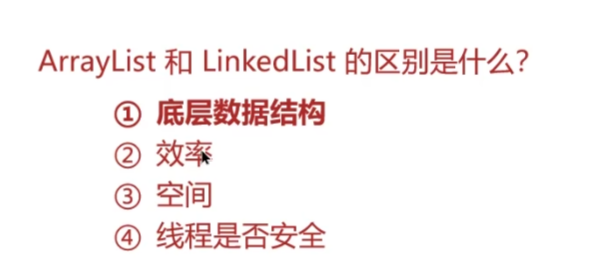 ArrayList 和 LinkedList 的区别是什么？
① 底层数据结构
② 效率
③ 空间
④ 线程是否安全